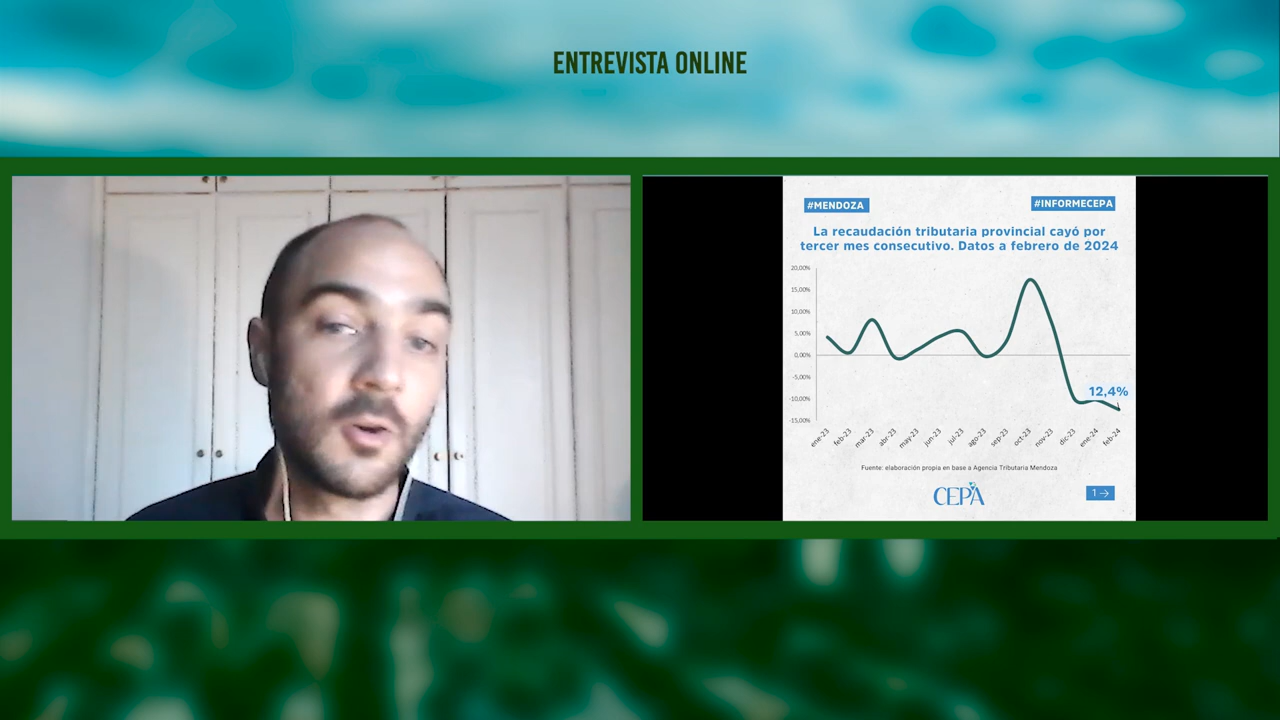 ENTREVISTA ONLINE
#MENDOZA
#INFORMECEPA
La recaudación tributaria provincial cayó por
tercer mes consecutivo. Datos a febrero de 2024
20,00%
15,00%
10,00%
5,00%
0,00%
-5,00%
-10,00%
-15,00%
12,4%
ene-23
feb-23
mar-23
abr-23
may-23
jun-23
jul-23
ago-23
sep-23
oct-23
nov-23
dic-23
ene-24
feb-24
Fuente: elaboración propia en base a Agencia Tributaria Mendoza
CEPA
1 →